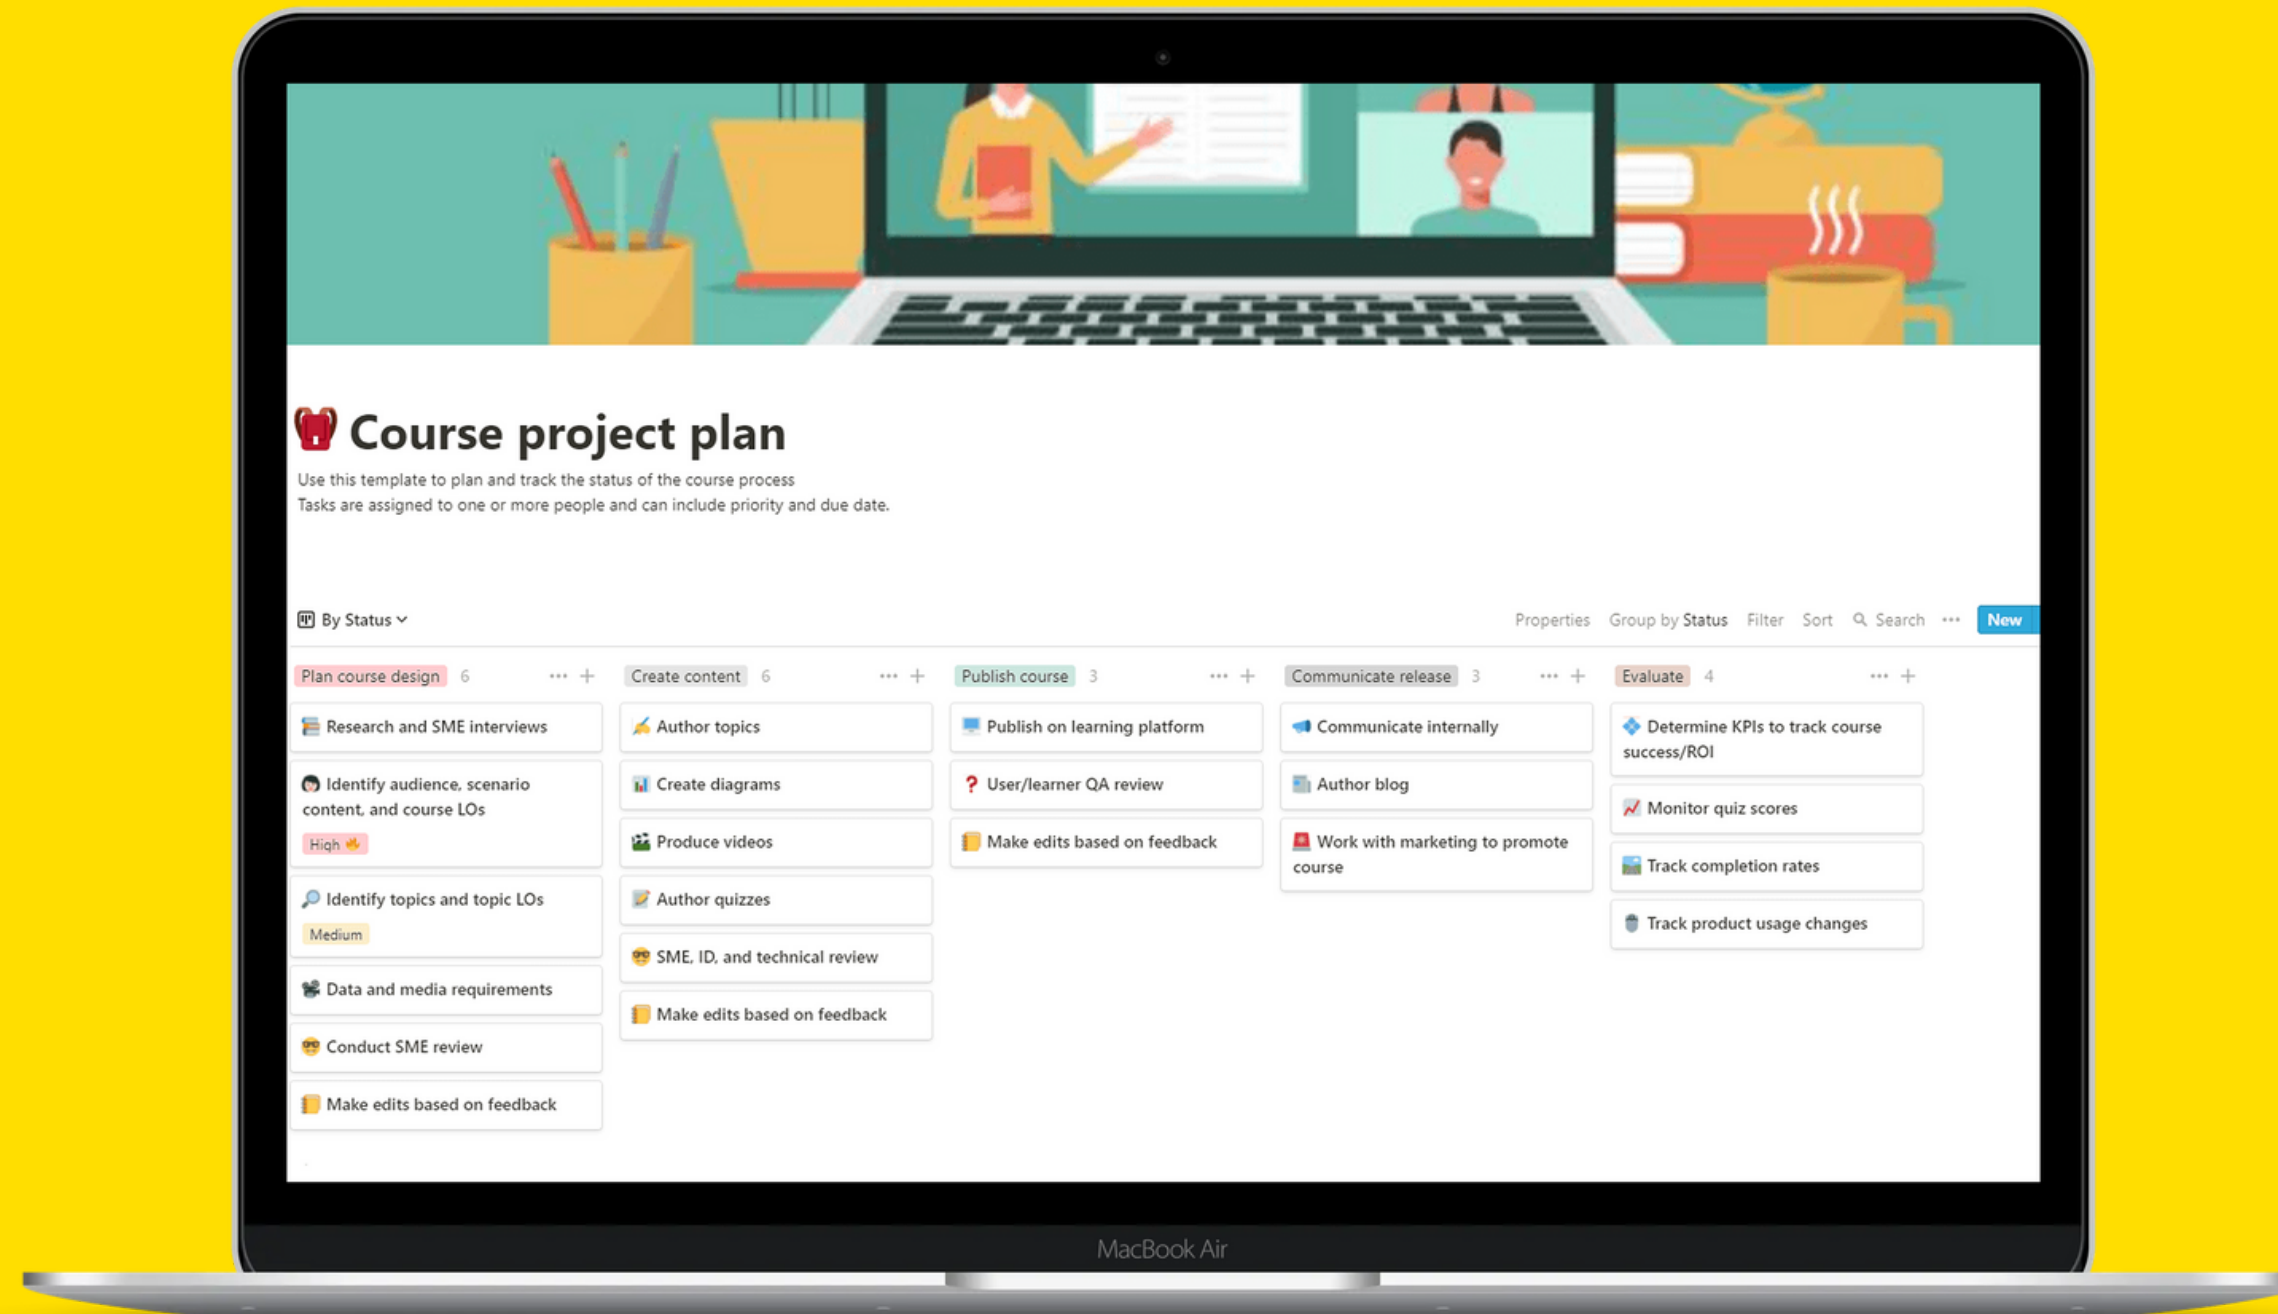 Course project plan
Use this template to plan and track the status of the course process
Tasks are assigned to one or more people and can include priority and due date.
By Status
Properties Group by Status Filter Sort Search ... New
Plan course design 6
Research and SME interviews
Identify audience, scenario
content, and course LOs
High
Identify topics and topic LOs
Medium
Data and media requirements
Conduct SME review
Make edits based on feedback
Create content 6
Author topics
Create diagrams
Produce videos
Author quizzes
SME, ID, and technical review
Make edits based on feedback
Publish course 3
Publish on learning platform
User/learner QA review
Make edits based on feedback
Communicate release 3
Communicate internally
Author blog
Work with marketing to promote
course
Evaluate 4
Determine KPIs to track course
success/ROI
Monitor quiz scores
Track completion rates
Track product usage changes
MacBook Air